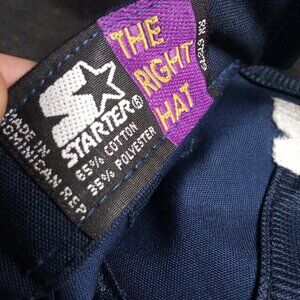 STARTER®
65% COTTON
35% POLYESTER
MADE IN
DOMINICAN REP.
THE
RIGHT
HAT